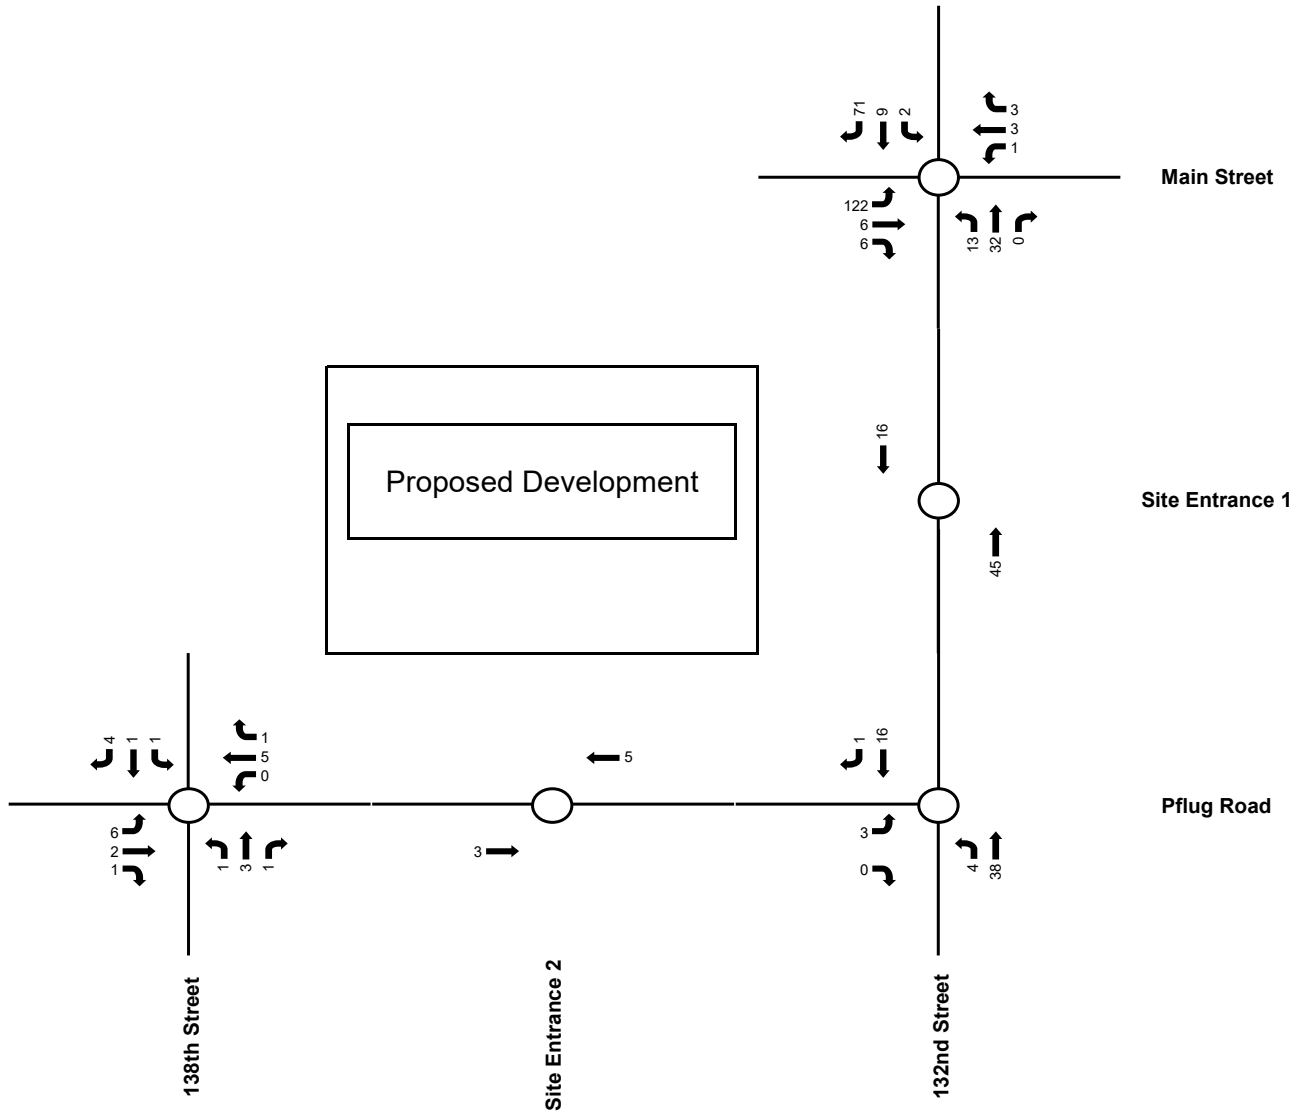 71 9 2
3
3
1
Main Street
122
6
6
13 32 0
16
Proposed Development
Site Entrance 1
45
4 1 1
1
5
0
5
1 16
Pflug Road
6
2
1
1 3 1
3
3
0
4 38
138th Street
Site Entrance 2
132nd Street